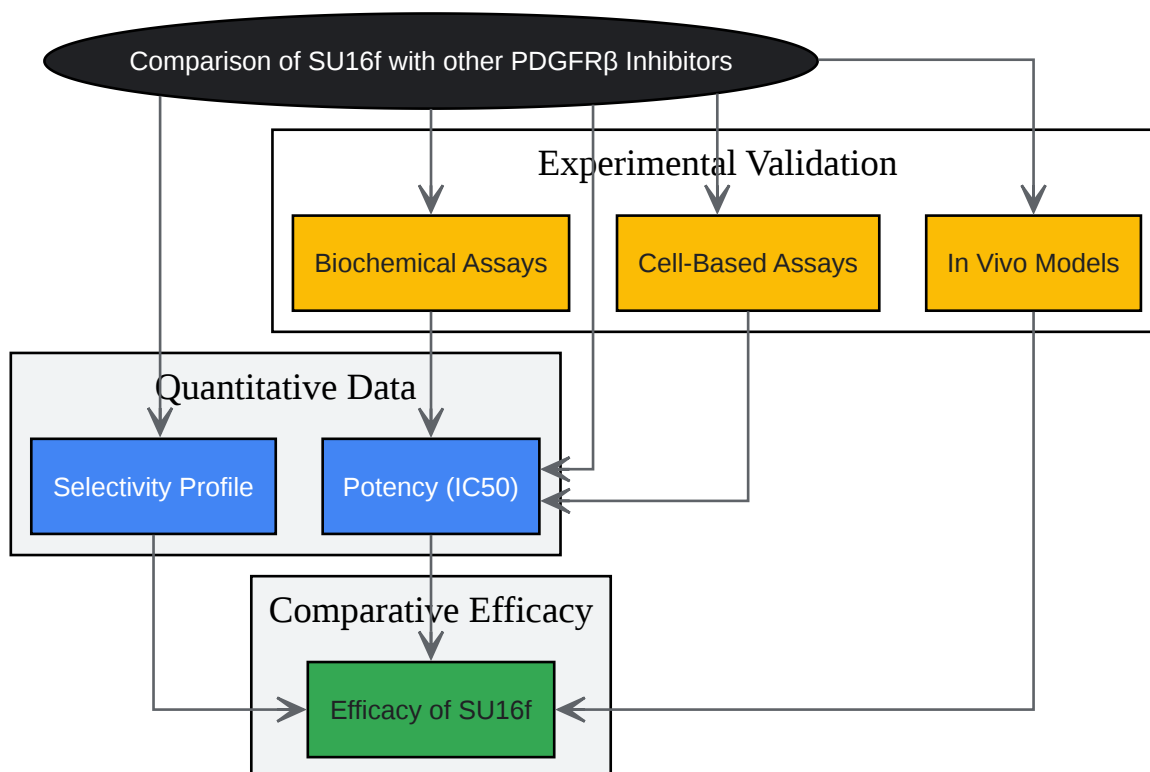 Comparison of SU16f with other PDGFRβ Inhibitors
Experimental Validation
Biochemical Assays
Cell-Based Assays
In Vivo Models
Quantitative Data
Selectivity Profile
Potency (IC50)
Comparative Efficacy
Efficacy of SU16f